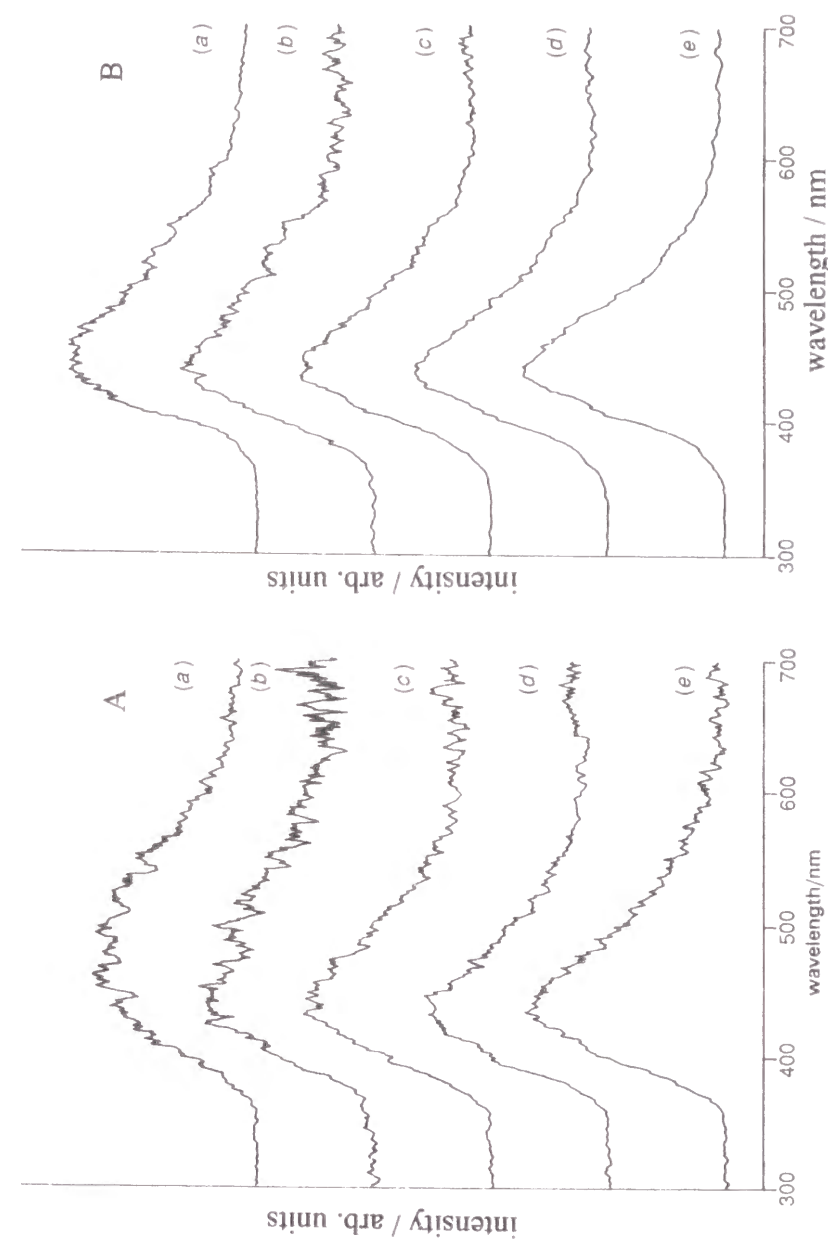 A
(a)
(b)
(c)
(d)
(e)
intensity / arb. units
300
400
500
600
700
wavelength/nm
B
(a)
(b)
(c)
(d)
(e)
intensity / arb. units
300
400
500
600
700
wavelength / nm